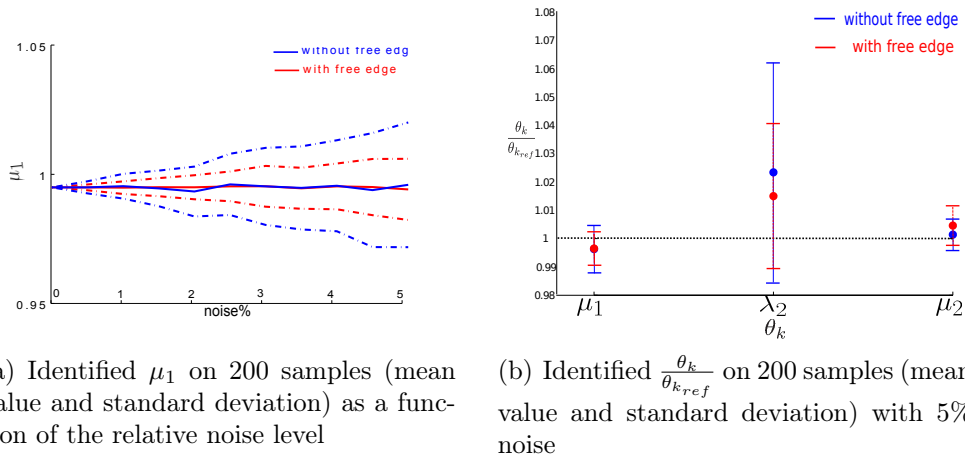 1.05
without free edg
with free edge
μ1
1
0.95
0 1 2 3 4 5
noise%
1.08
without free edge
1.07
with free edge
1.06
1.05
1.04
θk/θkref
1.03
1.02
1.01
1
0.99
0.98
μ1 λ2 μ2
θk
a) Identified μ1 on 200 samples (mean
alue and standard deviation) as a func-
ion of the relative noise level
(b) Identified θk/θkref on 200 samples (mean
value and standard deviation) with 5%
noise